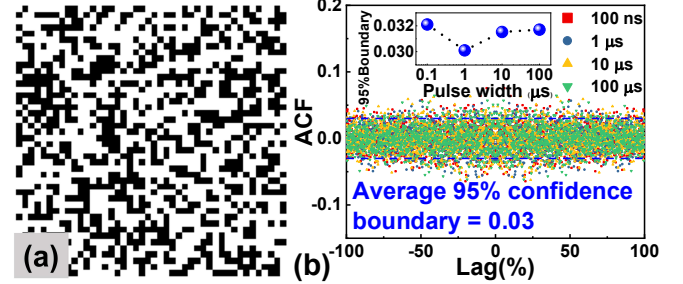 (a)
(b)
ACF
0.2
0.1
0.0
-0.1
95%Boundary
0.032
0.030
0.1
1
10
100
Pulse width (μs)
100 ns
1 μs
10 μs
100 μs
Average 95% confidence
boundary = 0.03
-100
-50
0
50
100
Lag(%)